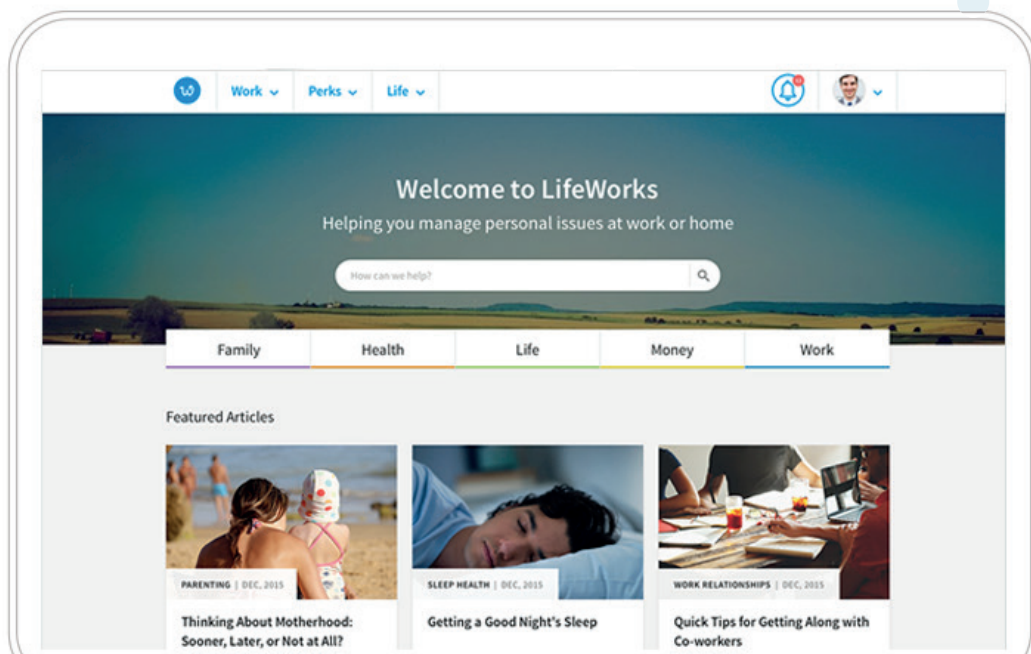 Work
Perks
Life
Welcome to LifeWorks
Helping you manage personal issues at work or home
How can we help?
Family
Health
Life
Money
Work
Featured Articles
PARENTING | DEC, 2015
Thinking About Motherhood:
Sooner, Later, or Not at All?
SLEEP HEALTH | DEC, 2015
Getting a Good Night's Sleep
WORK RELATIONSHIPS | DEC, 2015
Quick Tips for Getting Along with
Co-workers